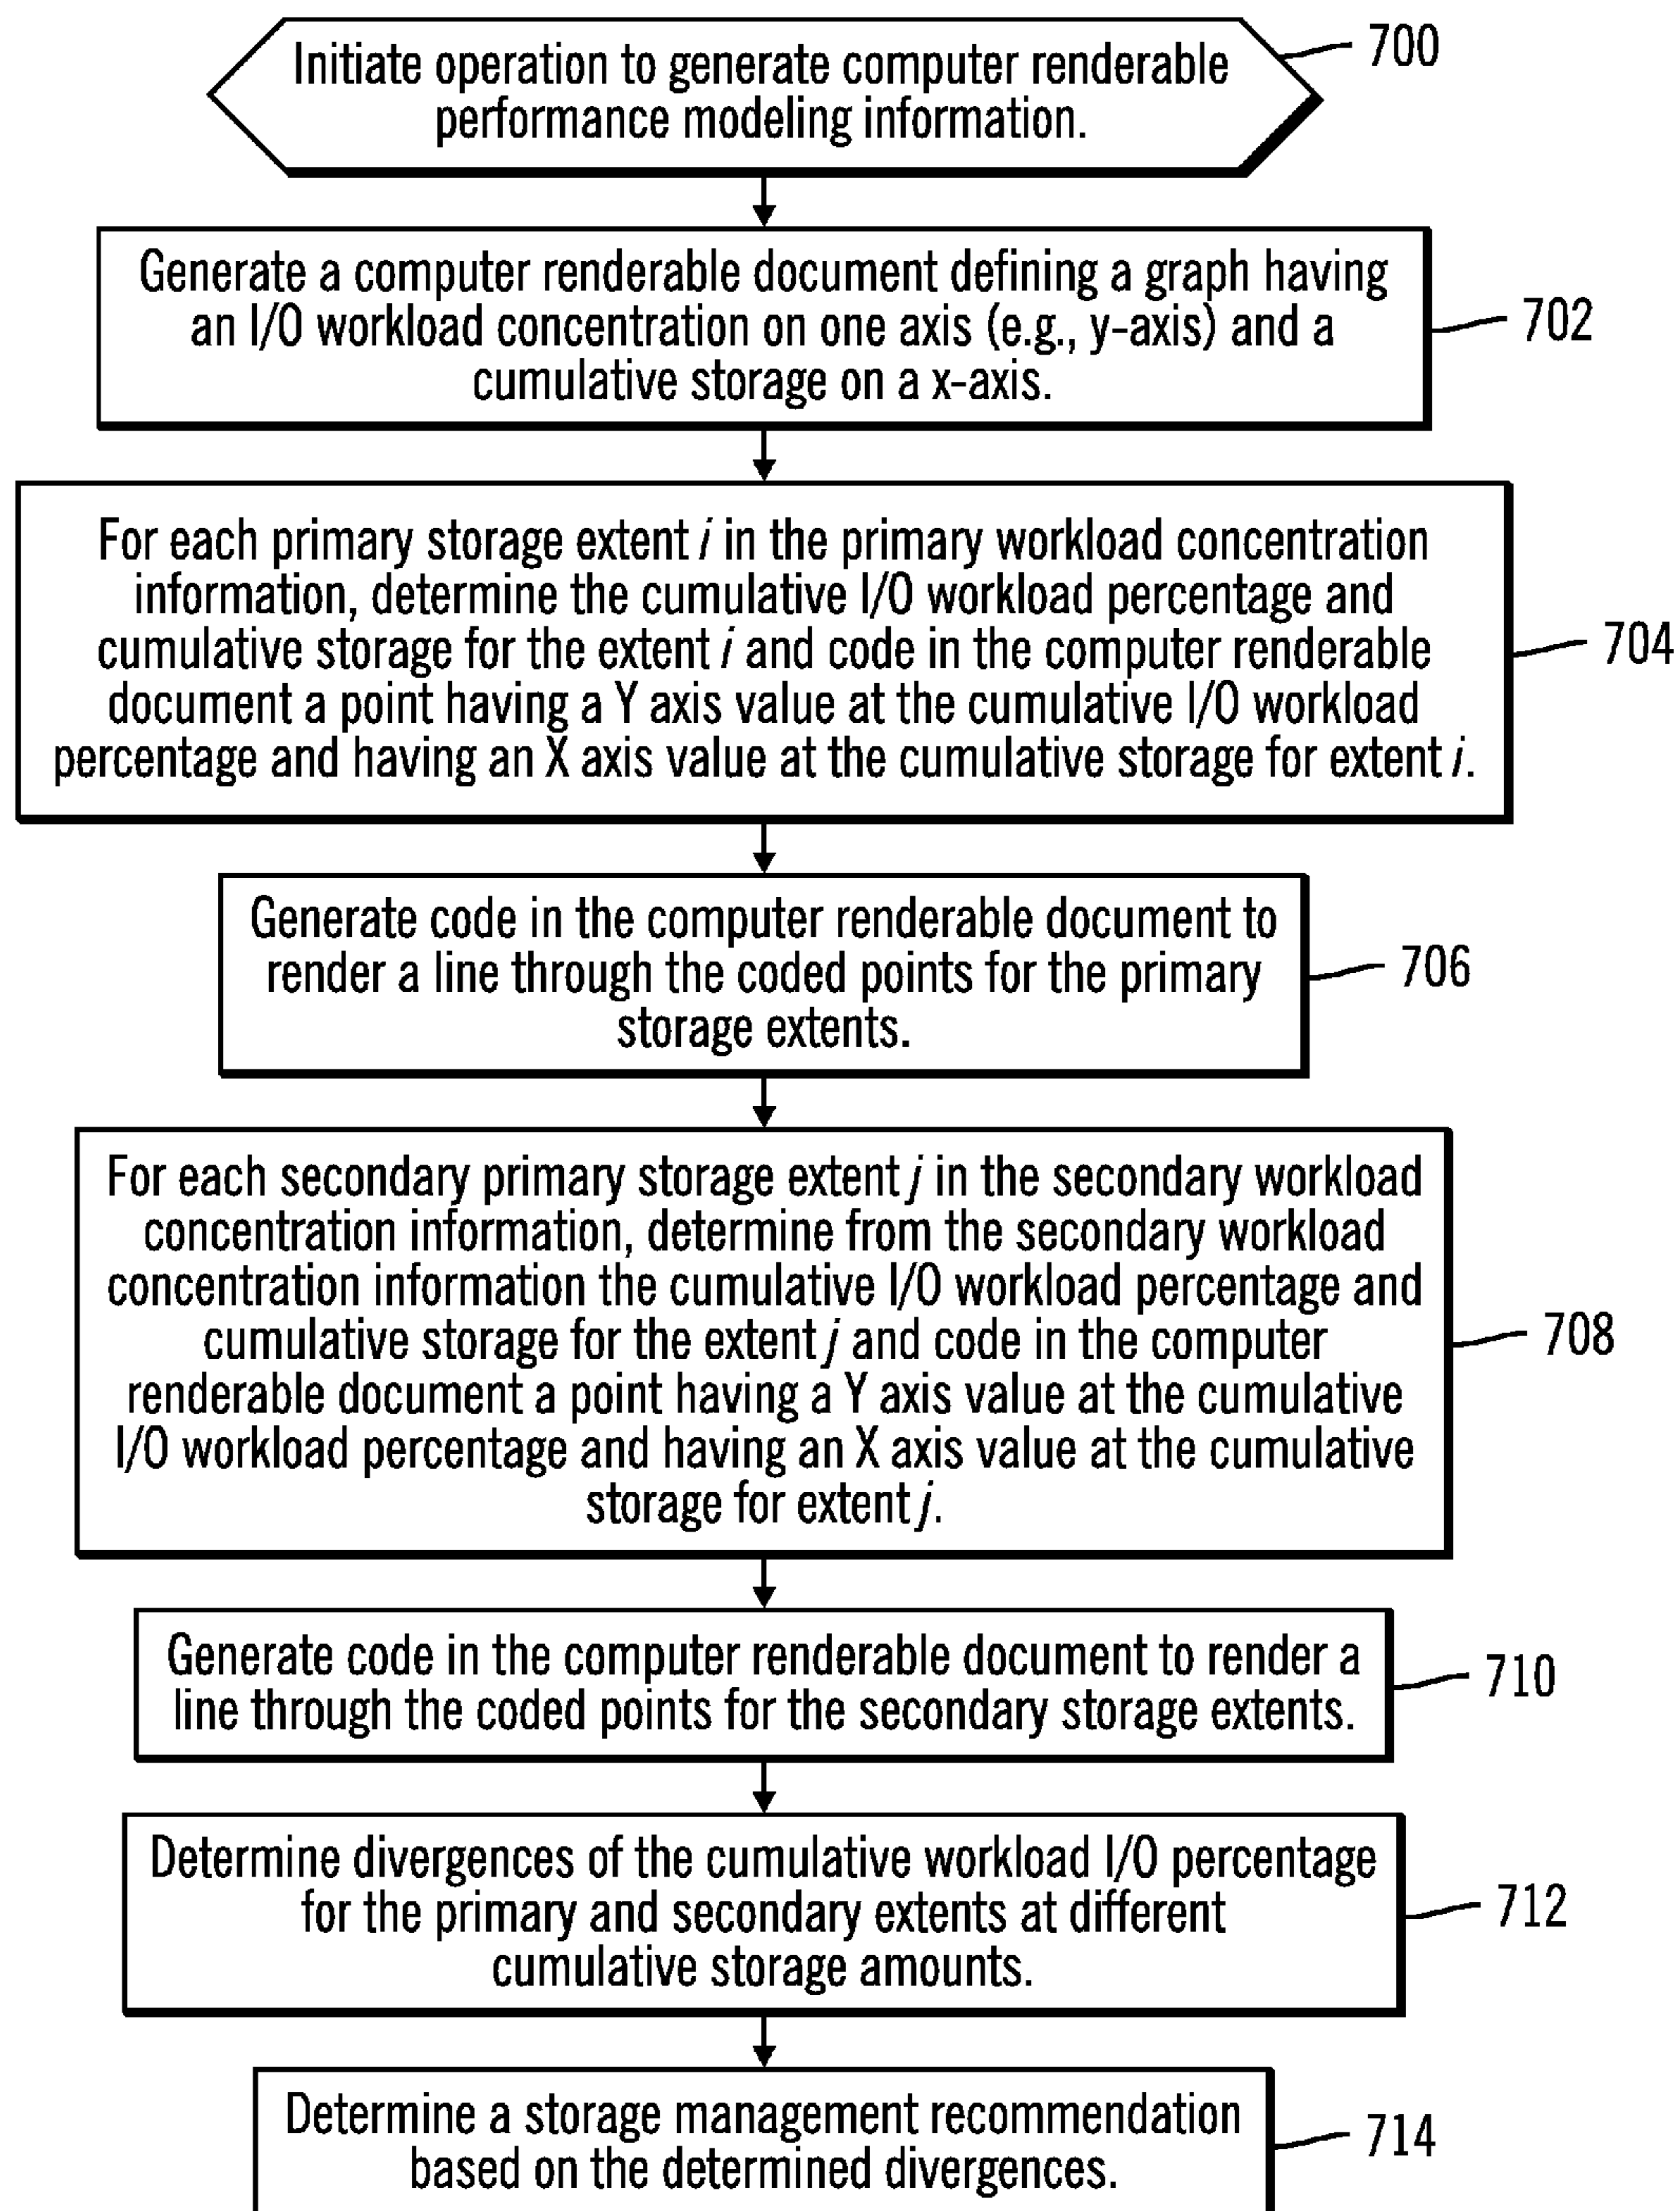 Initiate operation to generate computer renderable
performance modeling information.
700
Generate a computer renderable document defining a graph having
an I/O workload concentration on one axis (e.g., y-axis) and a
cumulative storage on a x-axis.
702
For each primary storage extent i in the primary workload concentration
information, determine the cumulative I/O workload percentage and
cumulative storage for the extent i and code in the computer renderable
document a point having a Y axis value at the cumulative I/O workload
percentage and having an X axis value at the cumulative storage for extent i.
704
Generate code in the computer renderable document to
render a line through the coded points for the primary
storage extents.
706
For each secondary primary storage extent j in the secondary workload
concentration information, determine from the secondary workload
concentration information the cumulative I/O workload percentage and
cumulative storage for the extent j and code in the computer
renderable document a point having a Y axis value at the cumulative
I/O workload percentage and having an X axis value at the cumulative
storage for extent j.
708
Generate code in the computer renderable document to render a
line through the coded points for the secondary storage extents.
710
Determine divergences of the cumulative workload I/O percentage
for the primary and secondary extents at different
cumulative storage amounts.
712
Determine a storage management recommendation
based on the determined divergences.
714